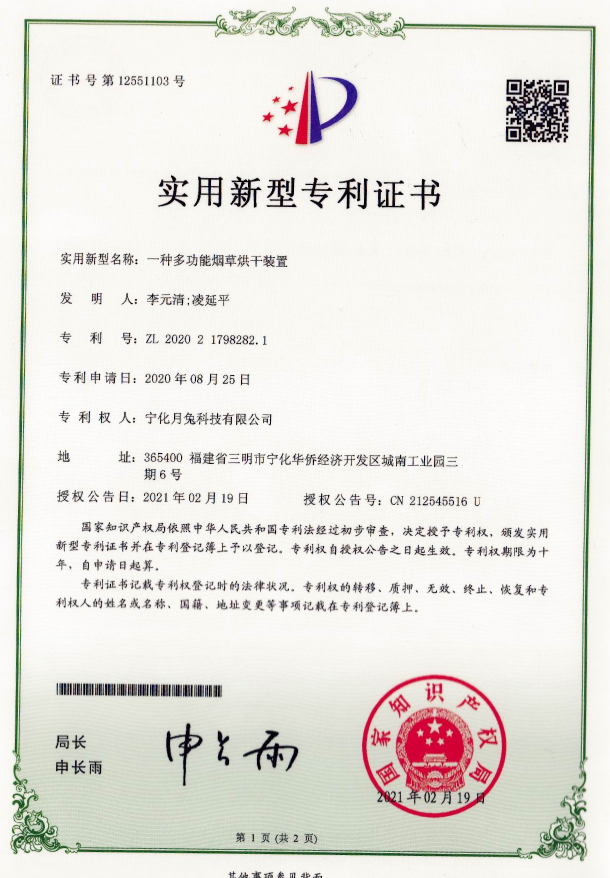 证书号第12551103号
实用新型专利证书
实用新型名称：一种多功能烟草烘干装置
发明人：李元清;凌延平
专利号：ZL 2020 2 1798282.1
专利申请日：2020年08月25日
专利权人：宁化月兔科技有限公司
地址：365400 福建省三明市宁化华侨经济开发区城南工业园三
期6号
授权公告日：2021年02月19日 授权公告号：CN 212545516 U
国家知识产权局依照中华人民共和国专利法经过初步审查，决定授予专利权，颁发实用
新型专利证书并在专利登记簿上予以登记。专利权自授权公告之日起生效。专利权期限为十
年，自申请日起算。
专利证书记载专利权登记时的法律状况。专利权的转移、质押、无效、终止、恢复和专
利权人的姓名或名称、国籍、地址变更等事项记载在专利登记簿上。
局长
申长雨
申长雨
国家知识产权局
2021年02月19日
第1页(共2页)
其他事项参见背面